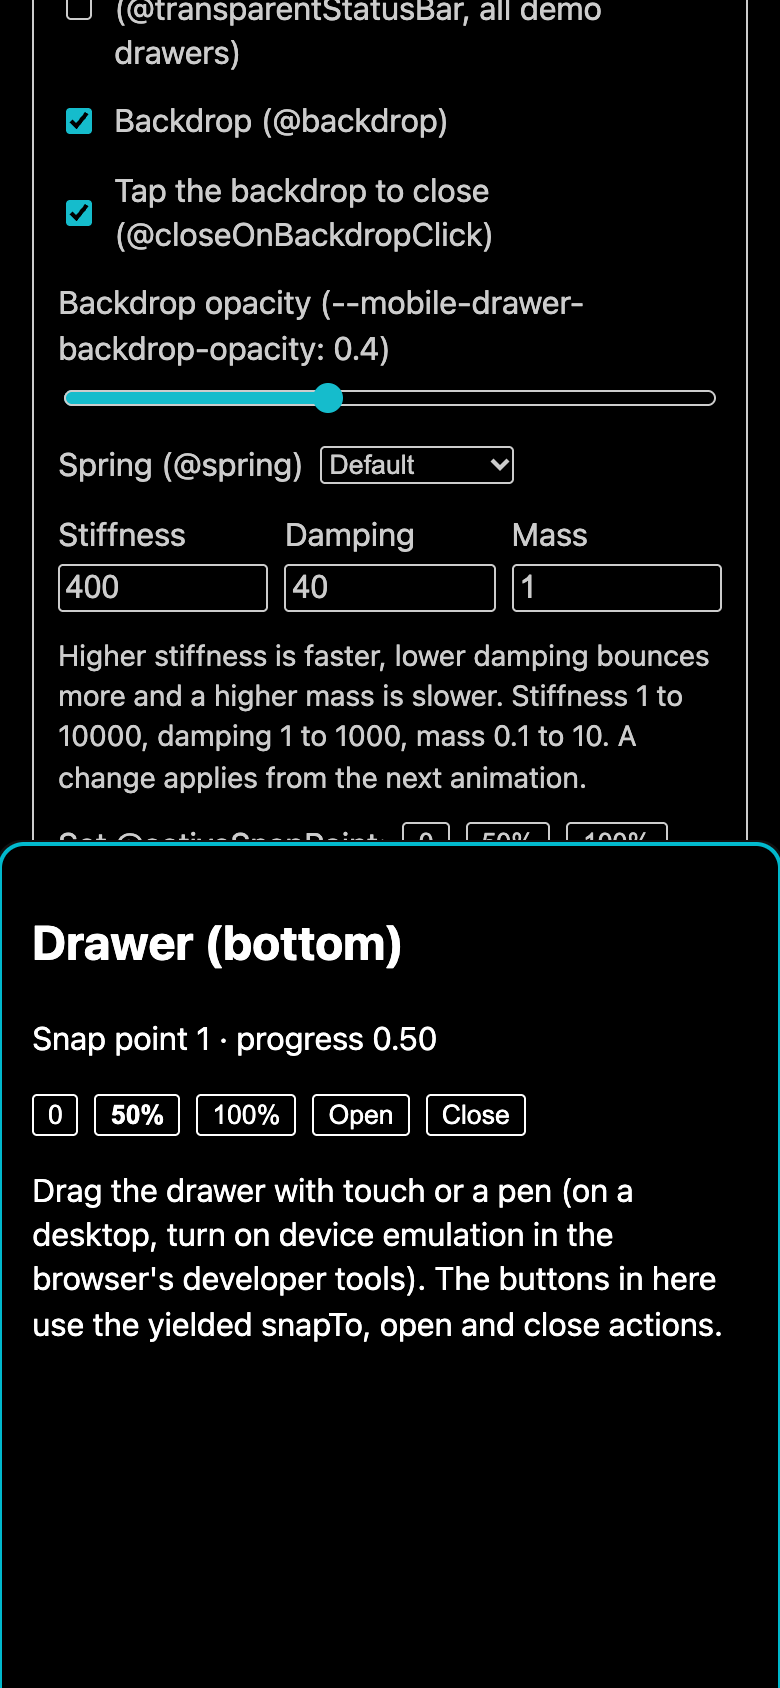 (@transparentStatusBar, all demo
drawers)
Backdrop (@backdrop)
Tap the backdrop to close
(@closeOnBackdropClick)
Backdrop opacity (--mobile-drawer-
backdrop-opacity: 0.4)
Spring (@spring) Default
Stiffness Damping Mass
400 40 1
Higher stiffness is faster, lower damping bounces
more and a higher mass is slower. Stiffness 1 to
10000, damping 1 to 1000, mass 0.1 to 10. A
change applies from the next animation.
Set @activeSnapPoint: 0 50% 100%
Drawer (bottom)
Snap point 1 · progress 0.50
0 50% 100% Open Close
Drag the drawer with touch or a pen (on a
desktop, turn on device emulation in the
browser's developer tools). The buttons in here
use the yielded snapTo, open and close actions.